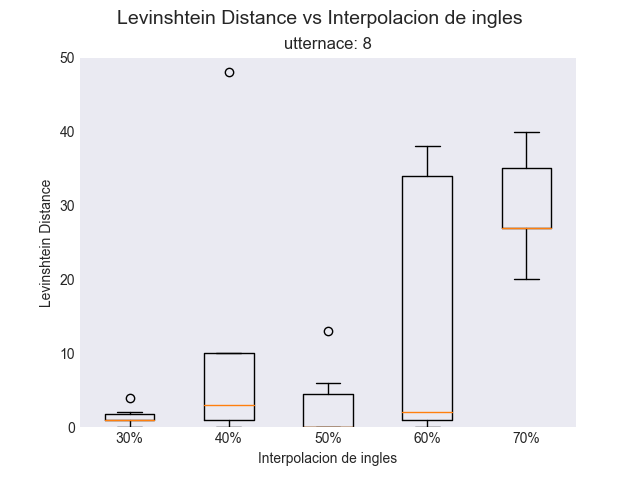 Levinshtein Distance vs Interpolacion de ingles
utternace: 8
50
40
30
20
10
0
Levinshtein Distance
30% 40% 50% 60% 70%
Interpolacion de ingles